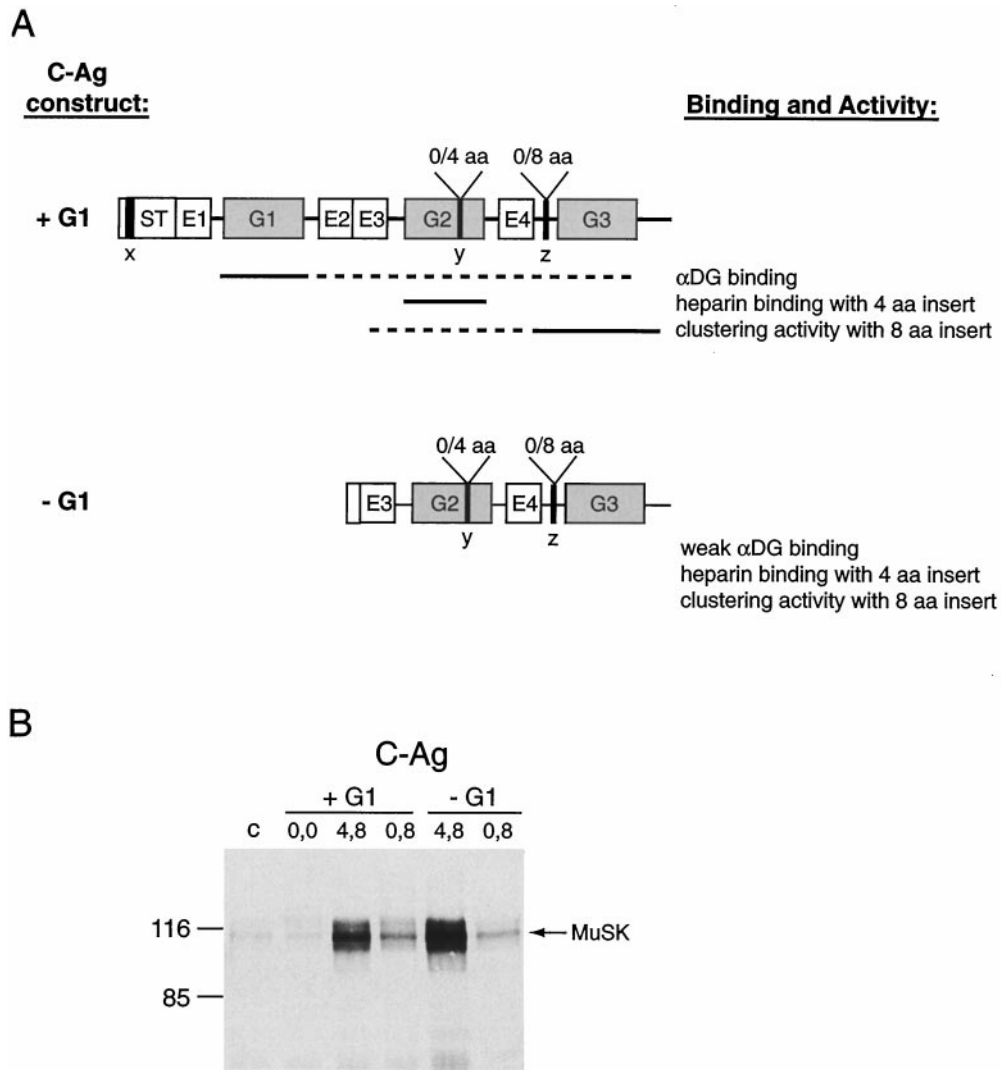 A
C-Ag
construct:
Binding and Activity:
0/4 aa 0/8 aa
+ G1 ST E1 G1 E2 E3 G2 E4 G3
x y z
αDG binding
heparin binding with 4 aa insert
clustering activity with 8 aa insert
0/4 aa 0/8 aa
- G1 E3 G2 E4 G3
y z
weak αDG binding
heparin binding with 4 aa insert
clustering activity with 8 aa insert
B
C-Ag
+ G1 - G1
c 0,0 4,8 0,8 4,8 0,8
116
MuSK
85